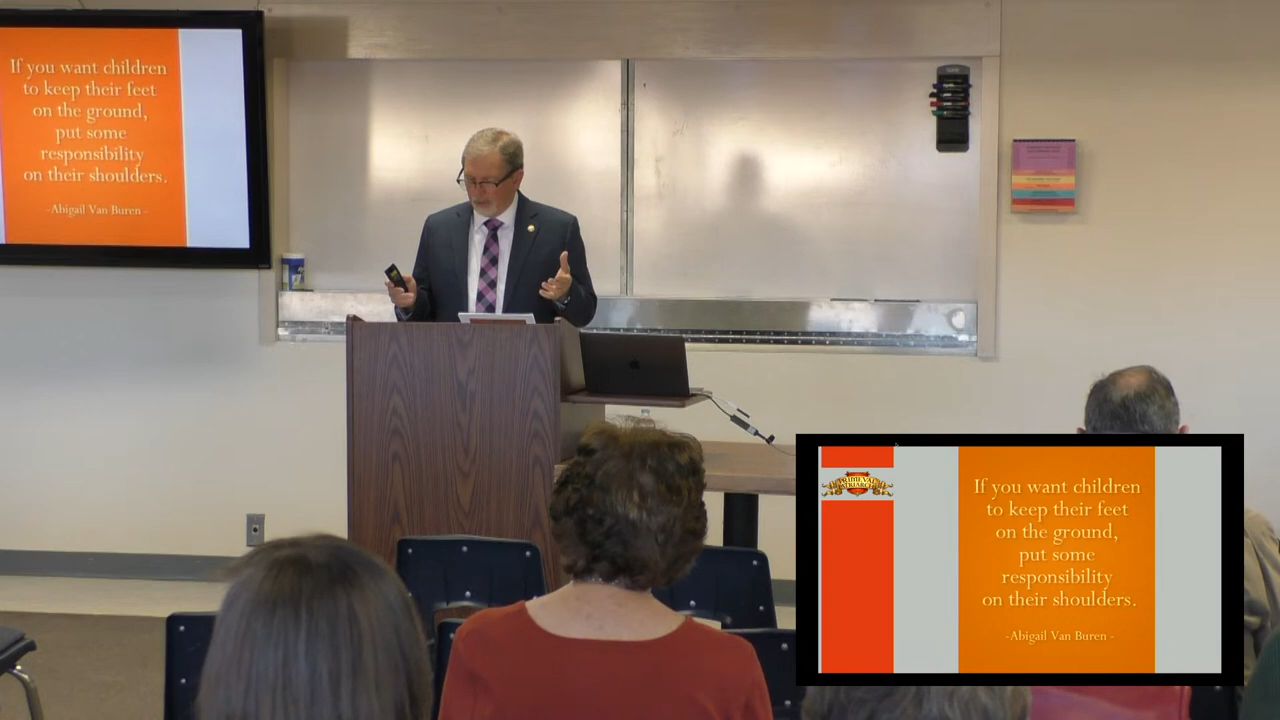 If you want children
to keep their feet
on the ground,
put some
responsibility
on their shoulders.
-Abigail Van Buren -
If you want children
to keep their feet
on the ground,
put some
responsibility
on their shoulders.
-Abigail Van Buren -